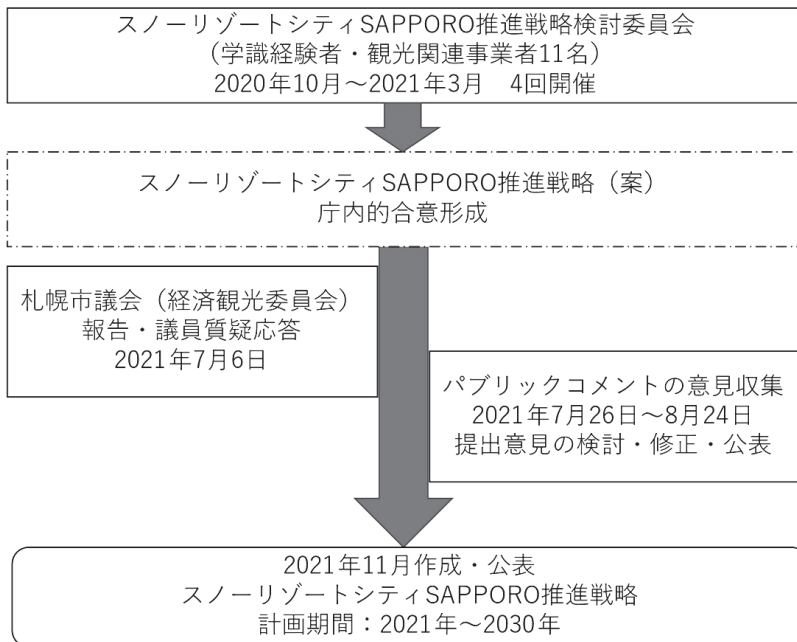 スノーリゾートシティSAPPORO推進戦略検討委員会
（学識経験者・観光関連事業者11名）
2020年10月～2021年3月　4回開催
スノーリゾートシティSAPPORO推進戦略（案）
庁内的合意形成
札幌市議会（経済観光委員会）
報告・議員質疑応答
2021年7月6日
パブリックコメントの意見収集
2021年7月26日～8月24日
提出意見の検討・修正・公表
2021年11月作成・公表
スノーリゾートシティSAPPORO推進戦略
計画期間：2021年～2030年